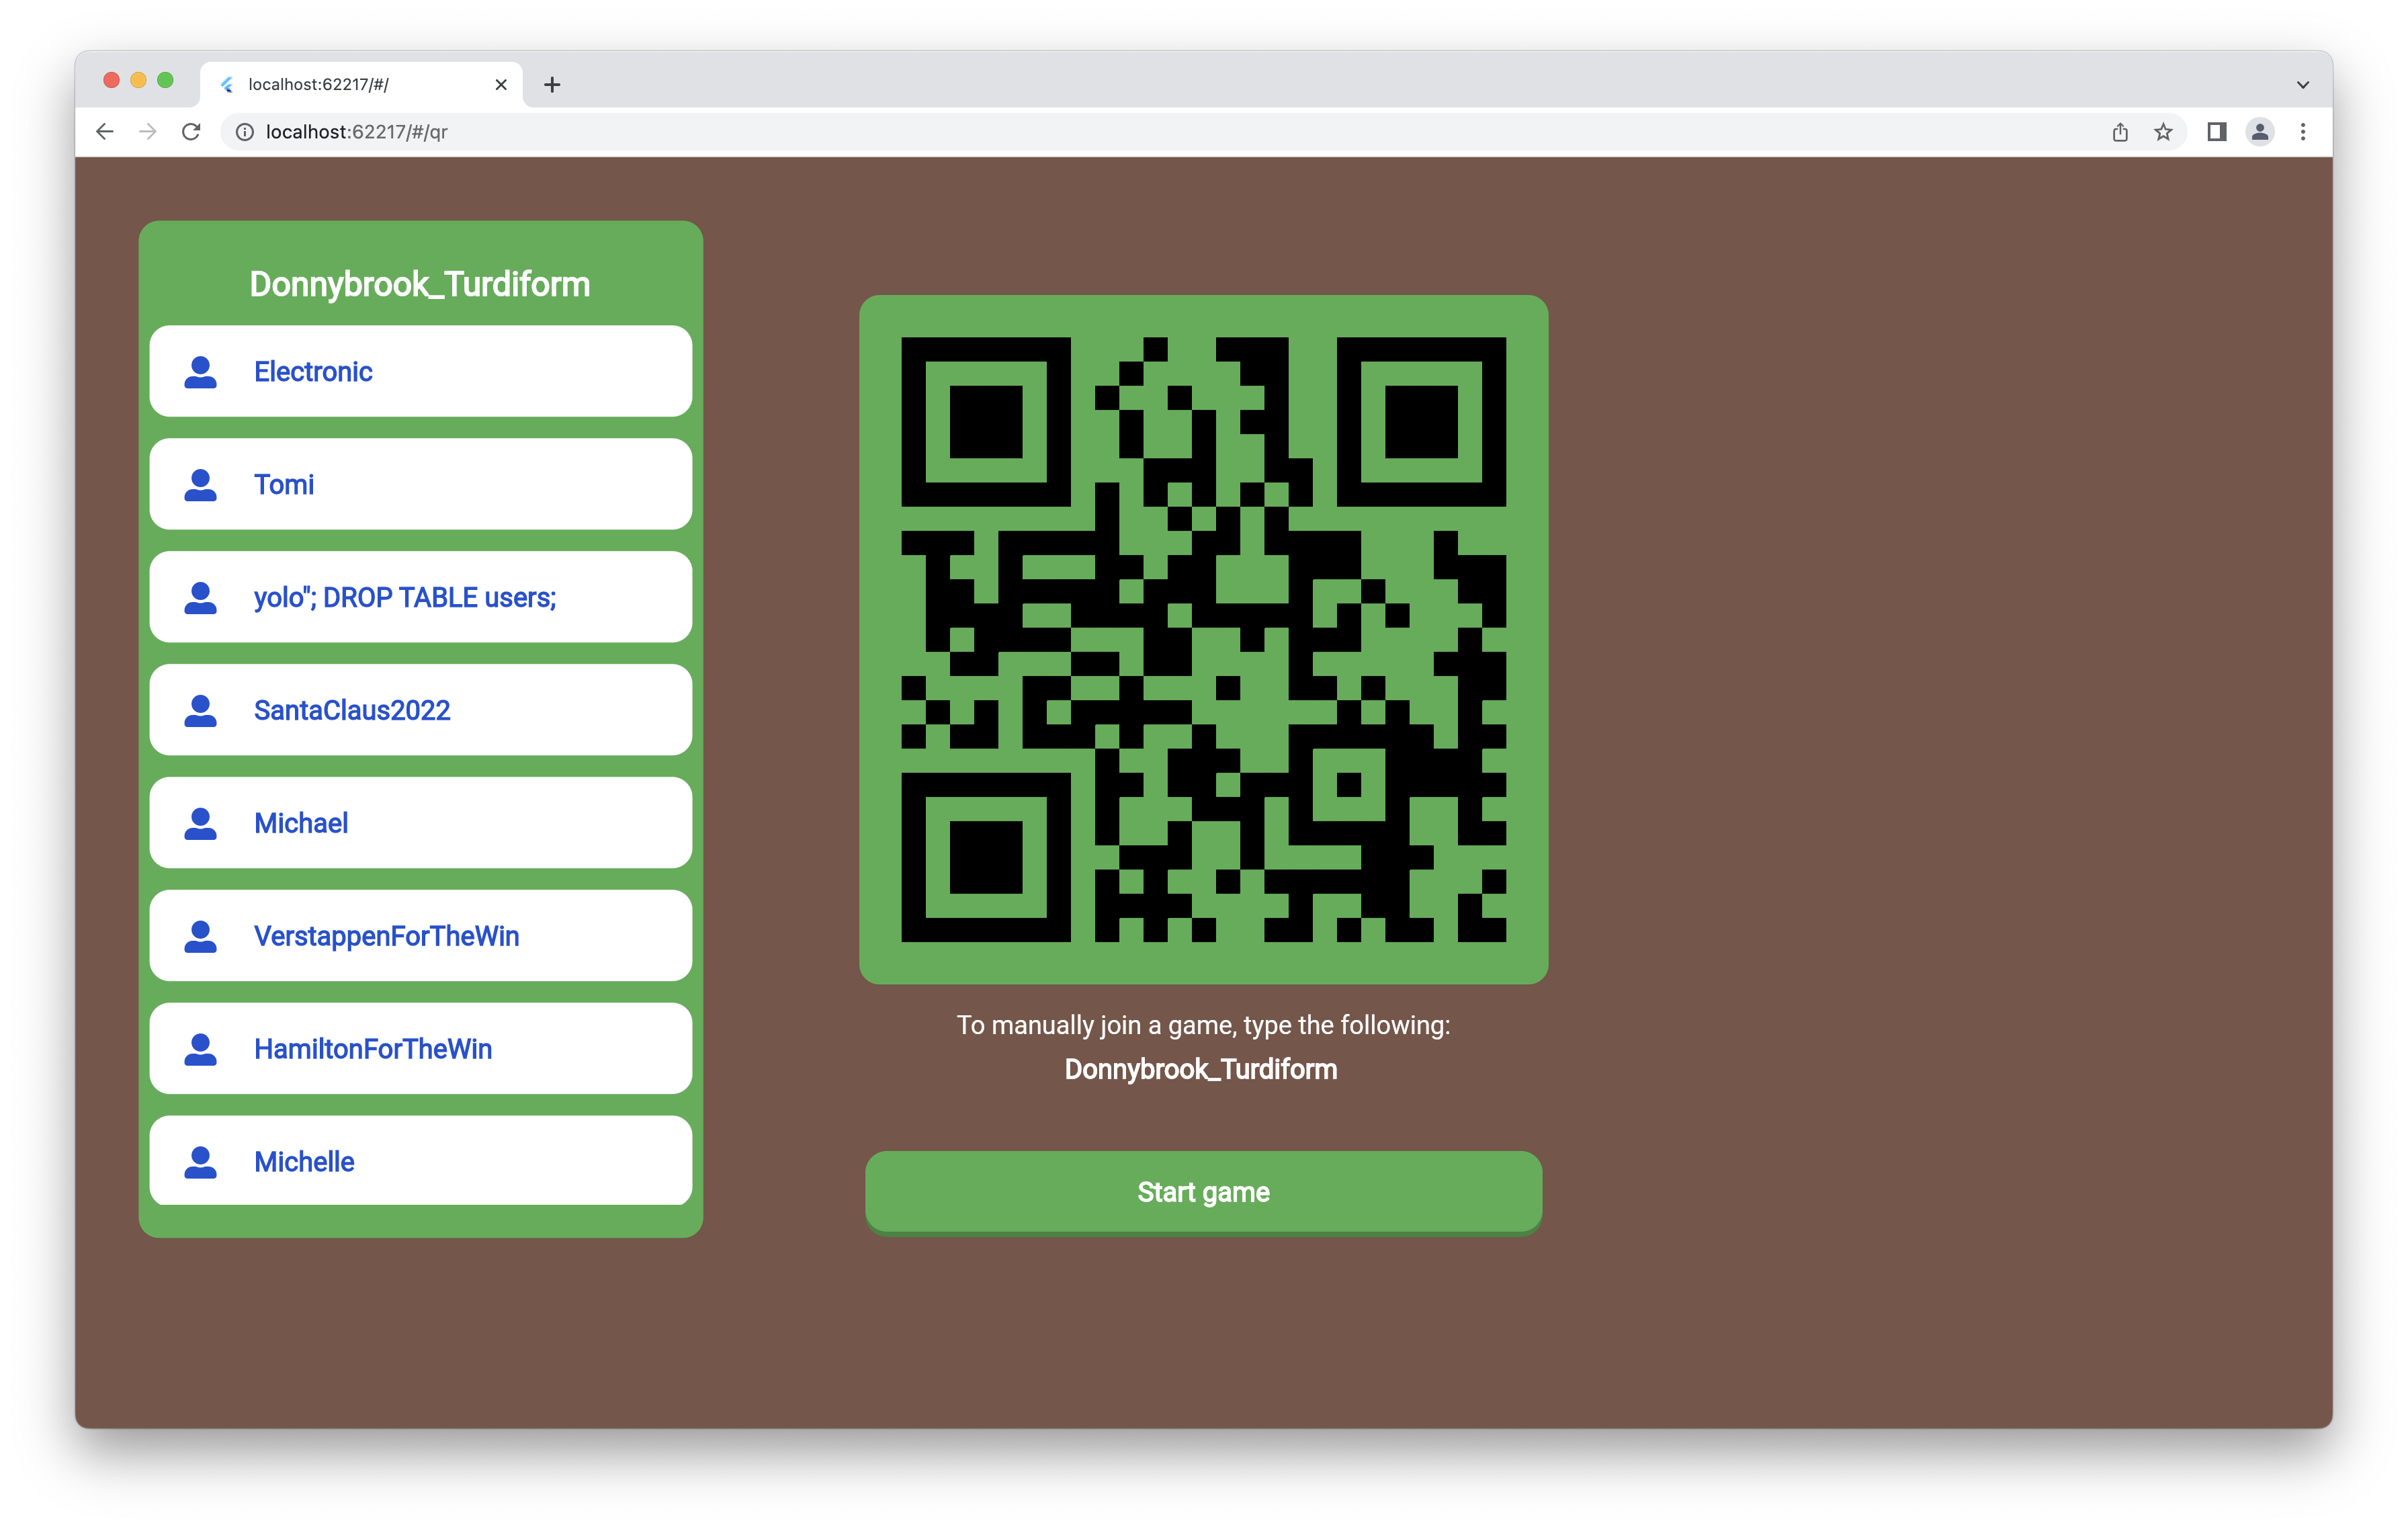 localhost:62217/#/
localhost:62217/#/qr
Donnybrook_Turdiform
Electronic
Tomi
yolo"; DROP TABLE users;
SantaClaus2022
Michael
VerstappenForTheWin
HamiltonForTheWin
Michelle
To manually join a game, type the following:
Donnybrook_Turdiform
Start game